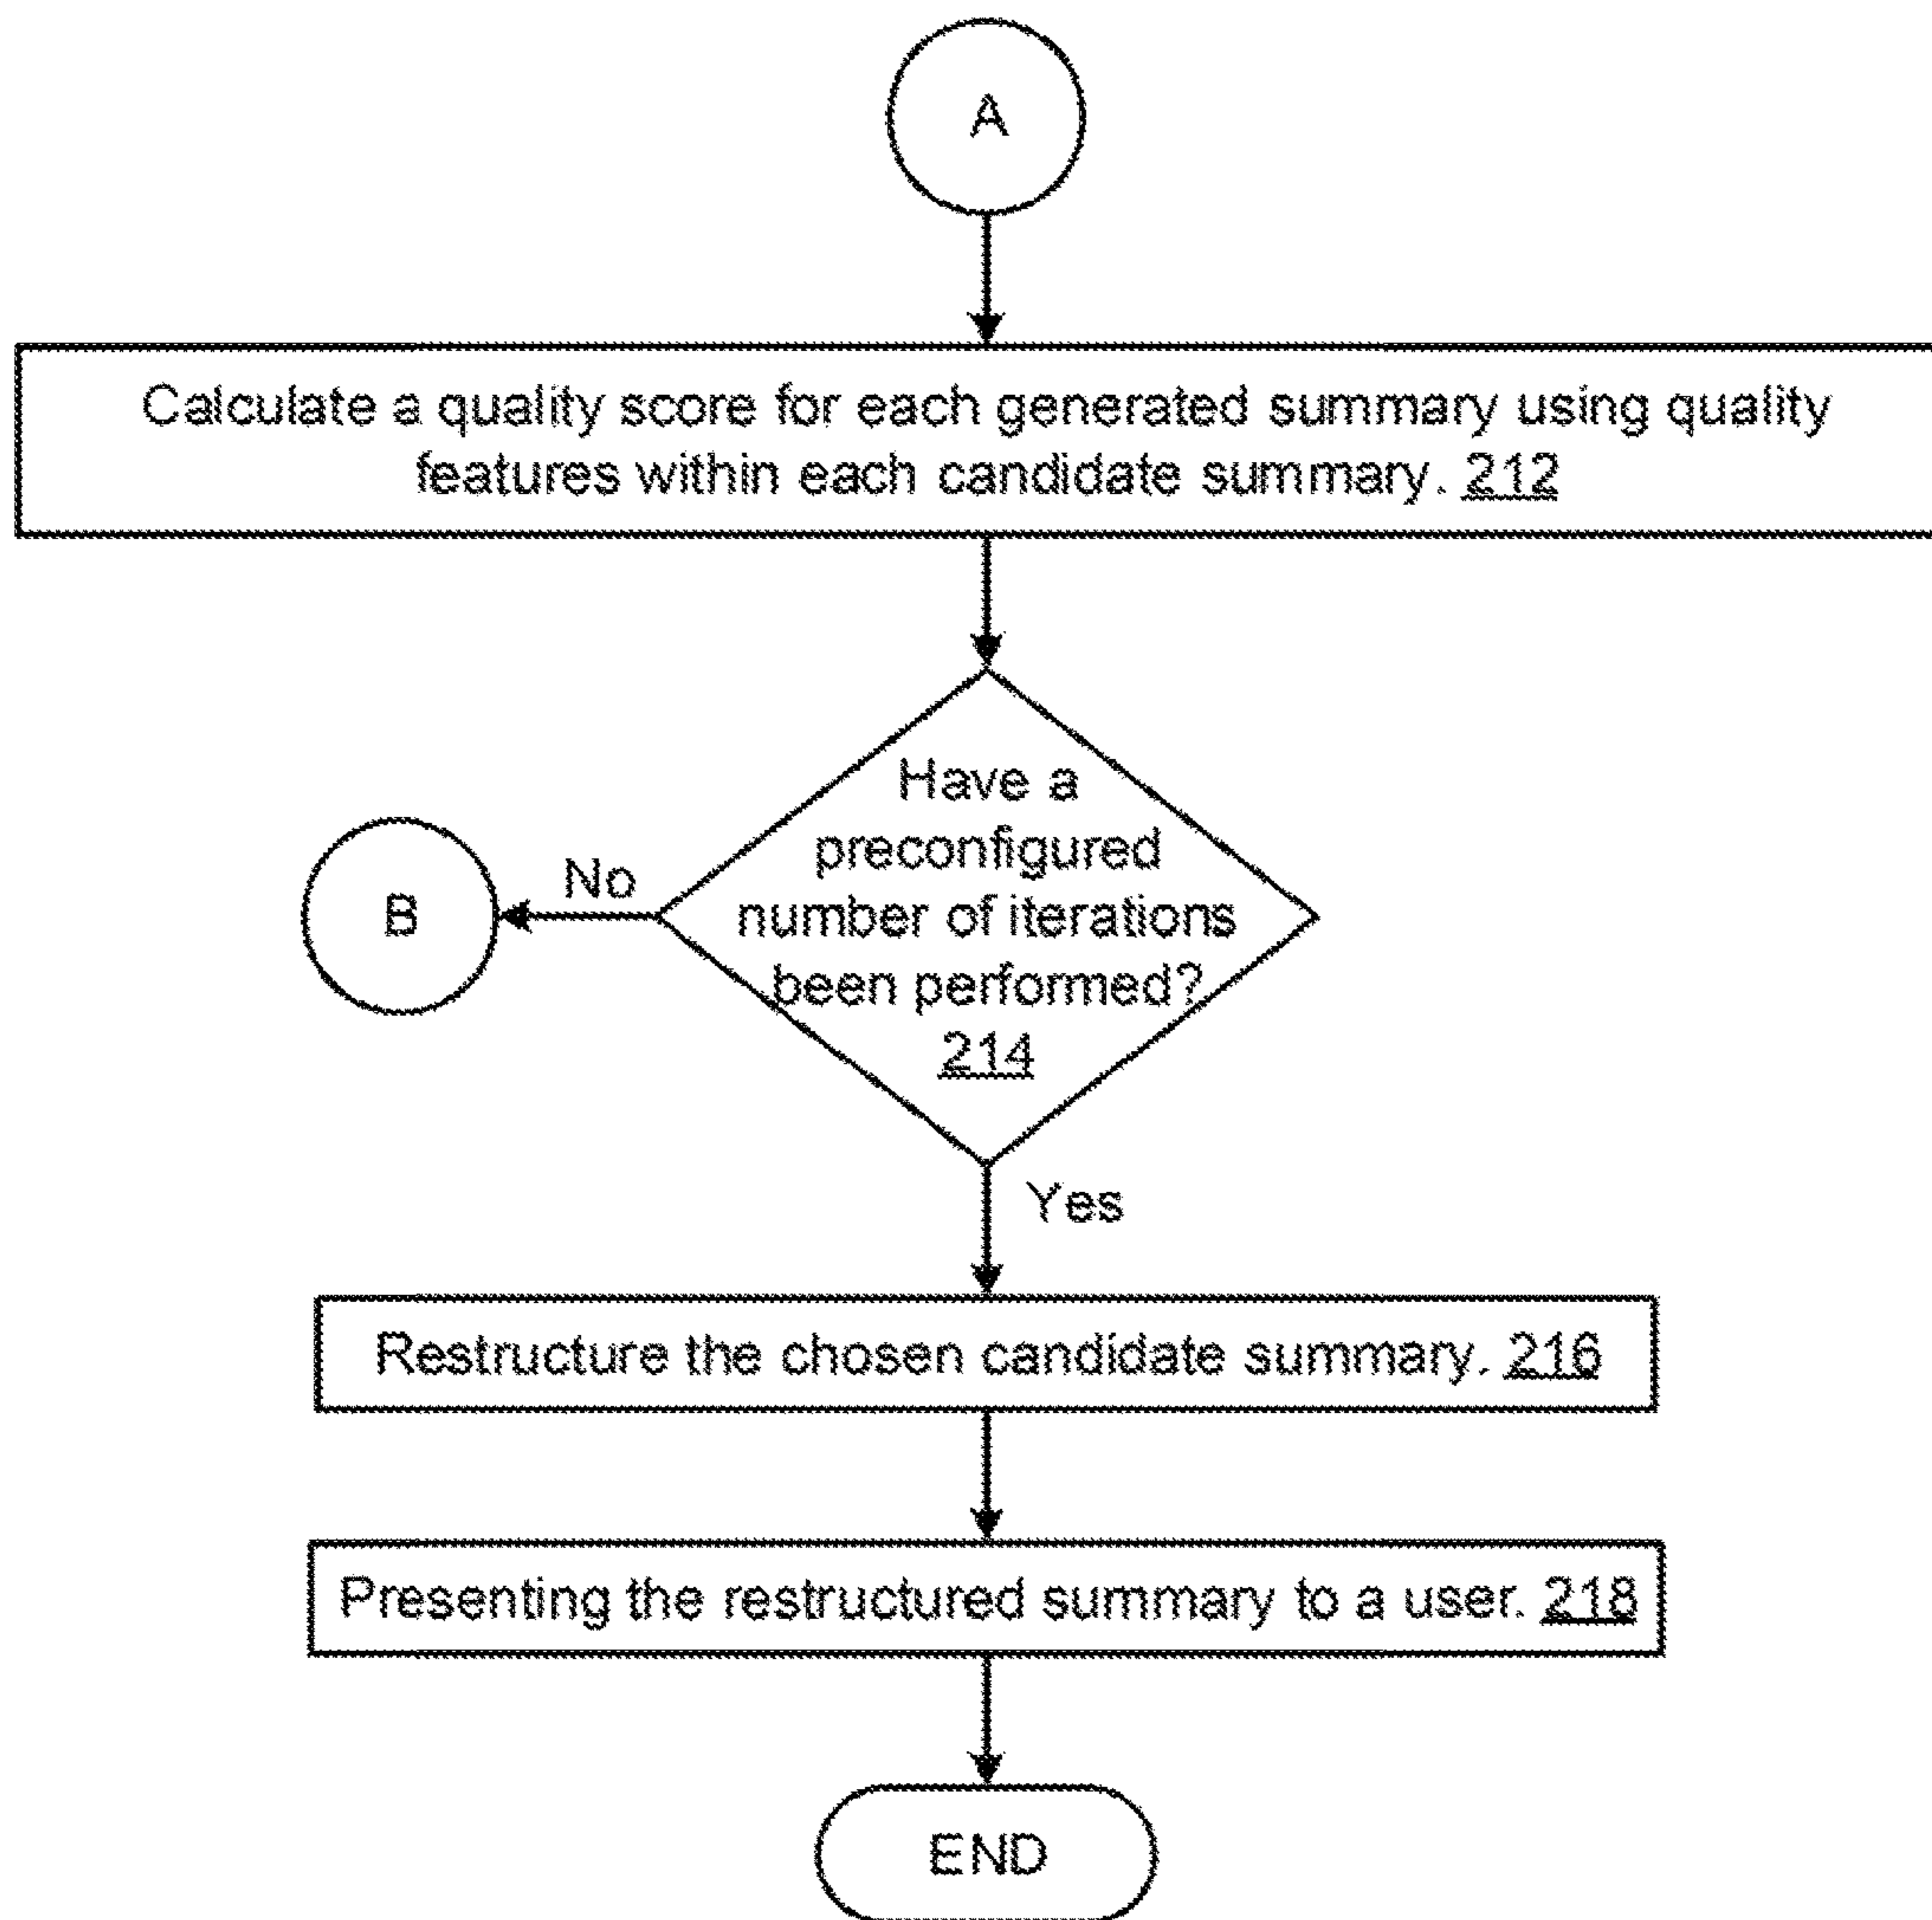 A
Calculate a quality score for each generated summary using quality
features within each candidate summary. 212
Have a
preconfigured
number of iterations
been performed?
214
No
B
Yes
Restructure the chosen candidate summary. 216
Presenting the restructured summary to a user. 218
END